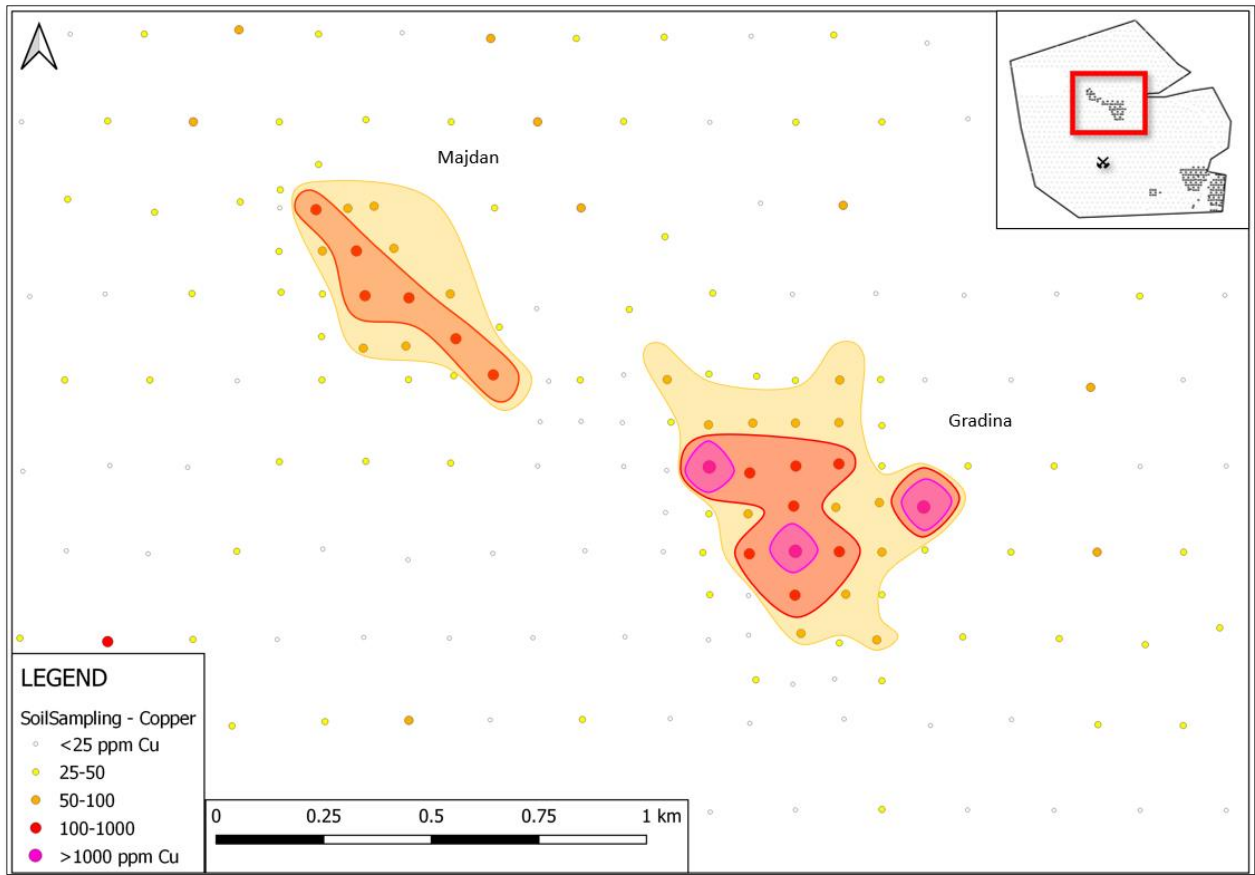 Majdan
Gradina
LEGEND
SoilSampling - Copper
<25 ppm Cu
25-50
50-100
100-1000
>1000 ppm Cu
0 0.25 0.5 0.75 1 km